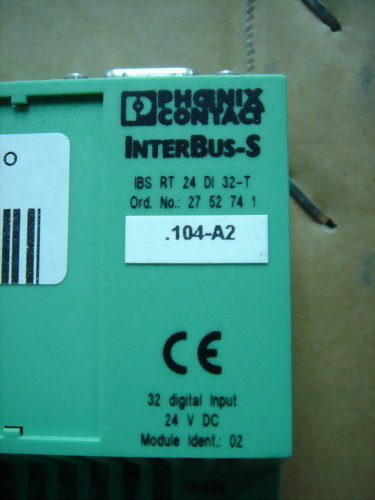 PHOENIX
CONTACT
INTERBUS-S
IBS RT 24 DI 32-T
Ord. No.: 27 52 74 1
.104-A2
O
CE
32 digital Input
24 V DC
Module Ident.: 02